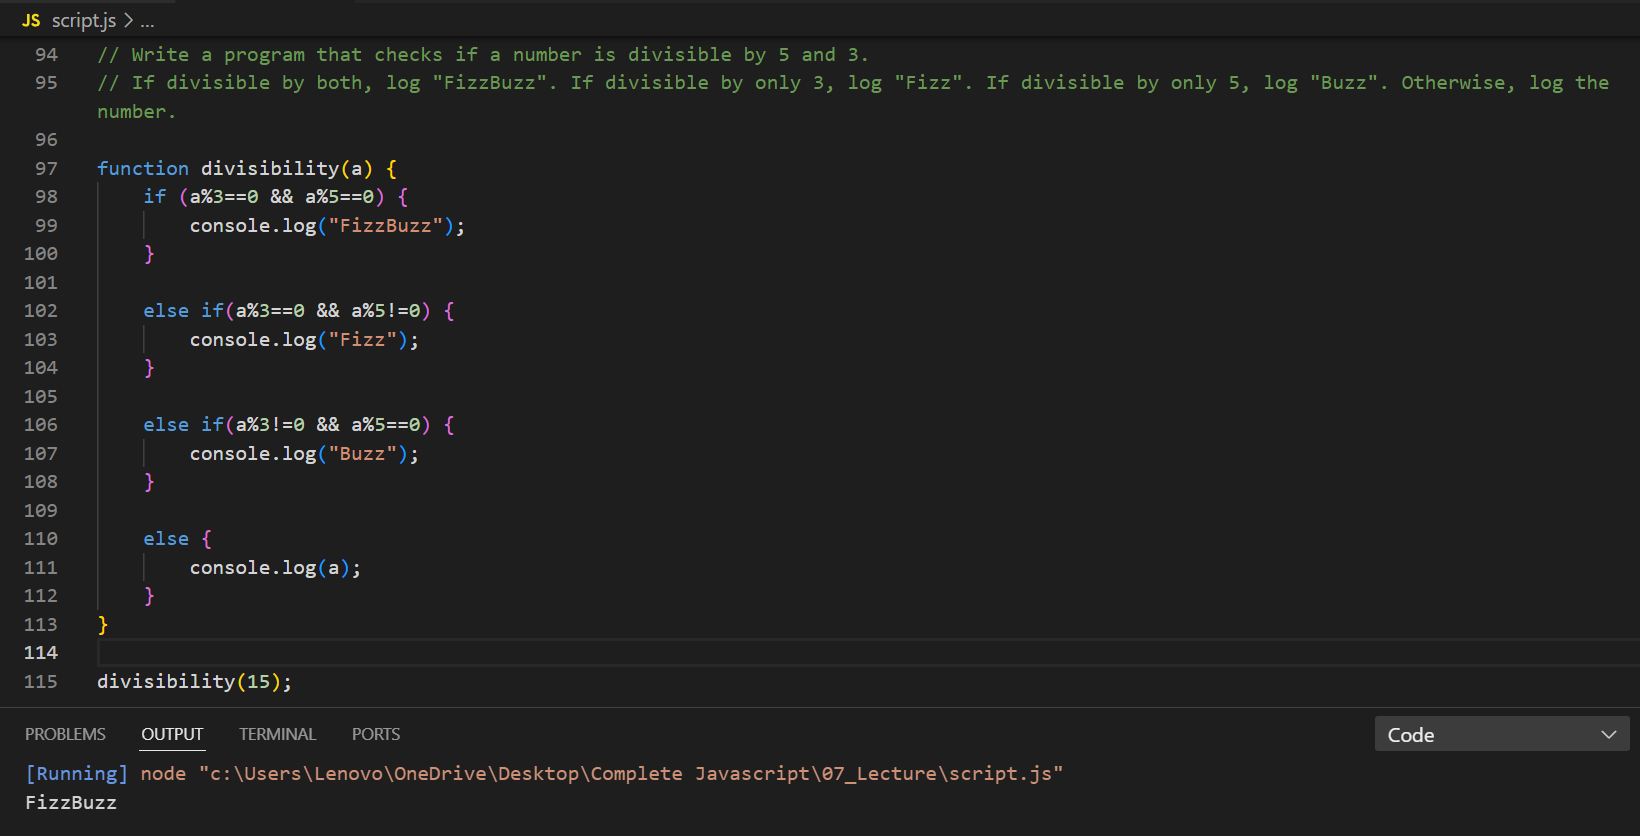 JS script.js > ...
94 // Write a program that checks if a number is divisible by 5 and 3.
95 // If divisible by both, log "FizzBuzz". If divisible by only 3, log "Fizz". If divisible by only 5, log "Buzz". Otherwise, log the
number.
96
97 function divisibility(a) {
98     if (a%3==0 && a%5==0) {
99         console.log("FizzBuzz");
100     }
101
102     else if(a%3==0 && a%5!=0) {
103         console.log("Fizz");
104     }
105
106     else if(a%3!=0 && a%5==0) {
107         console.log("Buzz");
108     }
109
110     else {
111         console.log(a);
112     }
113 }
114
115 divisibility(15);
PROBLEMS OUTPUT TERMINAL PORTS Code
[Running] node "c:\Users\Lenovo\OneDrive\Desktop\Complete Javascript\07_Lecture\script.js"
FizzBuzz